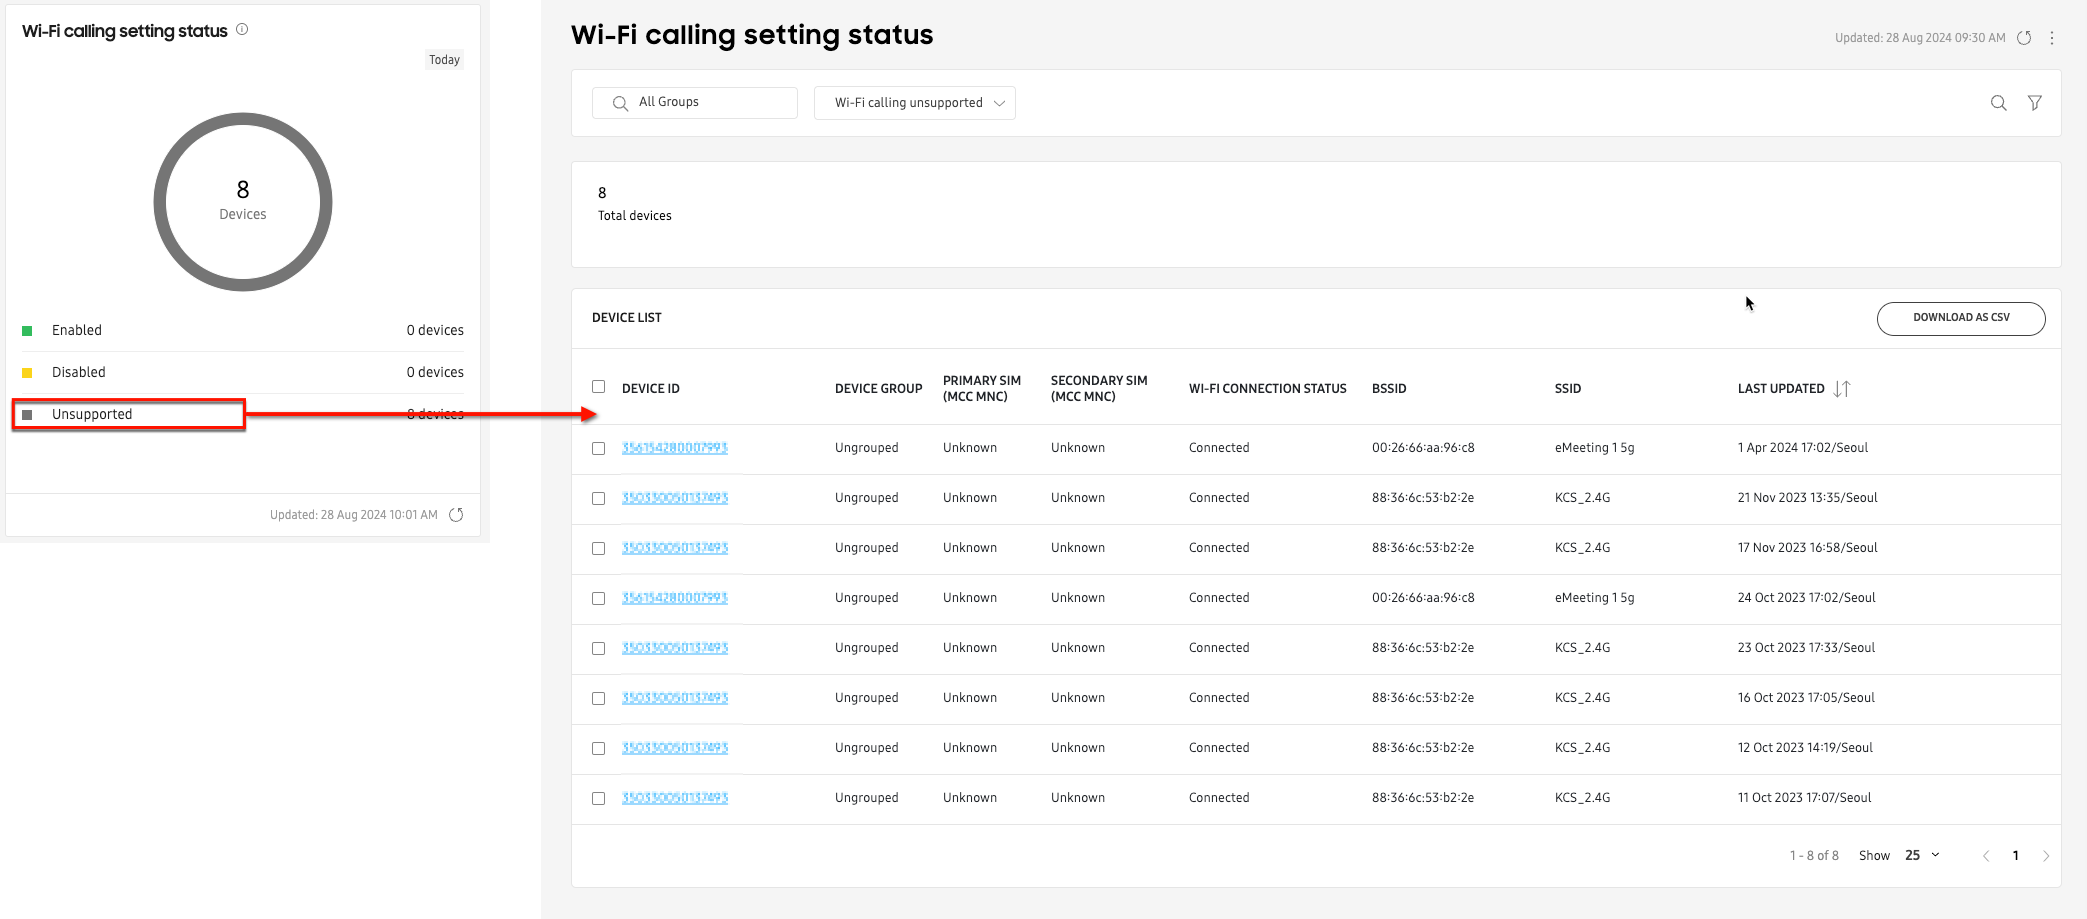 Wi-Fi calling setting status
Today
8
Devices
Enabled 0 devices
Disabled 0 devices
Unsupported 8 devices
Updated: 28 Aug 2024 10:01 AM
Wi-Fi calling setting status
Updated: 28 Aug 2024 09:30 AM
All Groups Wi-Fi calling unsupported
8
Total devices
DEVICE LIST DOWNLOAD AS CSV
DEVICE ID DEVICE GROUP PRIMARY SIM (MCC MNC) SECONDARY SIM (MCC MNC) WI-FI CONNECTION STATUS BSSID SSID LAST UPDATED
Ungrouped Unknown Unknown Connected 00:26:66:aa:96:c8 eMeeting 1 5g 1 Apr 2024 17:02/Seoul
Ungrouped Unknown Unknown Connected 88:36:6c:53:b2:2e KCS_2.4G 21 Nov 2023 13:35/Seoul
Ungrouped Unknown Unknown Connected 88:36:6c:53:b2:2e KCS_2.4G 17 Nov 2023 16:58/Seoul
Ungrouped Unknown Unknown Connected 00:26:66:aa:96:c8 eMeeting 1 5g 24 Oct 2023 17:02/Seoul
Ungrouped Unknown Unknown Connected 88:36:6c:53:b2:2e KCS_2.4G 23 Oct 2023 17:33/Seoul
Ungrouped Unknown Unknown Connected 88:36:6c:53:b2:2e KCS_2.4G 16 Oct 2023 17:05/Seoul
Ungrouped Unknown Unknown Connected 88:36:6c:53:b2:2e KCS_2.4G 12 Oct 2023 14:19/Seoul
Ungrouped Unknown Unknown Connected 88:36:6c:53:b2:2e KCS_2.4G 11 Oct 2023 17:07/Seoul
1 - 8 of 8 Show 25 1